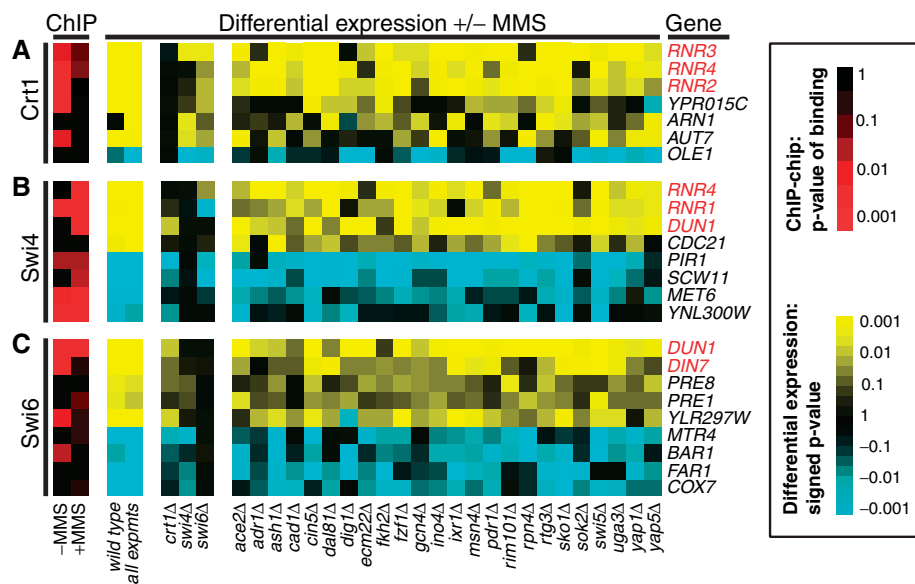 ChIP
Differential expression +/– MMS
Gene
A
Crt1
RNR3
RNR4
RNR2
YPR015C
ARN1
AUT7
OLE1
B
Swi4
RNR4
RNR1
DUN1
CDC21
PIR1
SCW11
MET6
YNL300W
C
Swi6
DUN1
DIN7
PRE8
PRE1
YLR297W
MTR4
BAR1
FAR1
COX7
–MMS
+MMS
wild type
all expmts
crt1Δ
swi4Δ
swi6Δ
ace2Δ
adr1Δ
ash1Δ
cad1Δ
cin5Δ
dal81Δ
dig1Δ
ecm22Δ
fkh2Δ
fzf1Δ
gcn4Δ
ino4Δ
ixr1Δ
msn4Δ
pdr1Δ
rim101Δ
rpn4Δ
rtg3Δ
sko1Δ
sok2Δ
swi5Δ
uga3Δ
yap1Δ
yap5Δ
ChIP-chip:
p-value of binding
1
0.1
0.01
0.001
Differential expression:
signed p-value
0.001
0.01
0.1
1
–0.1
–0.01
–0.001